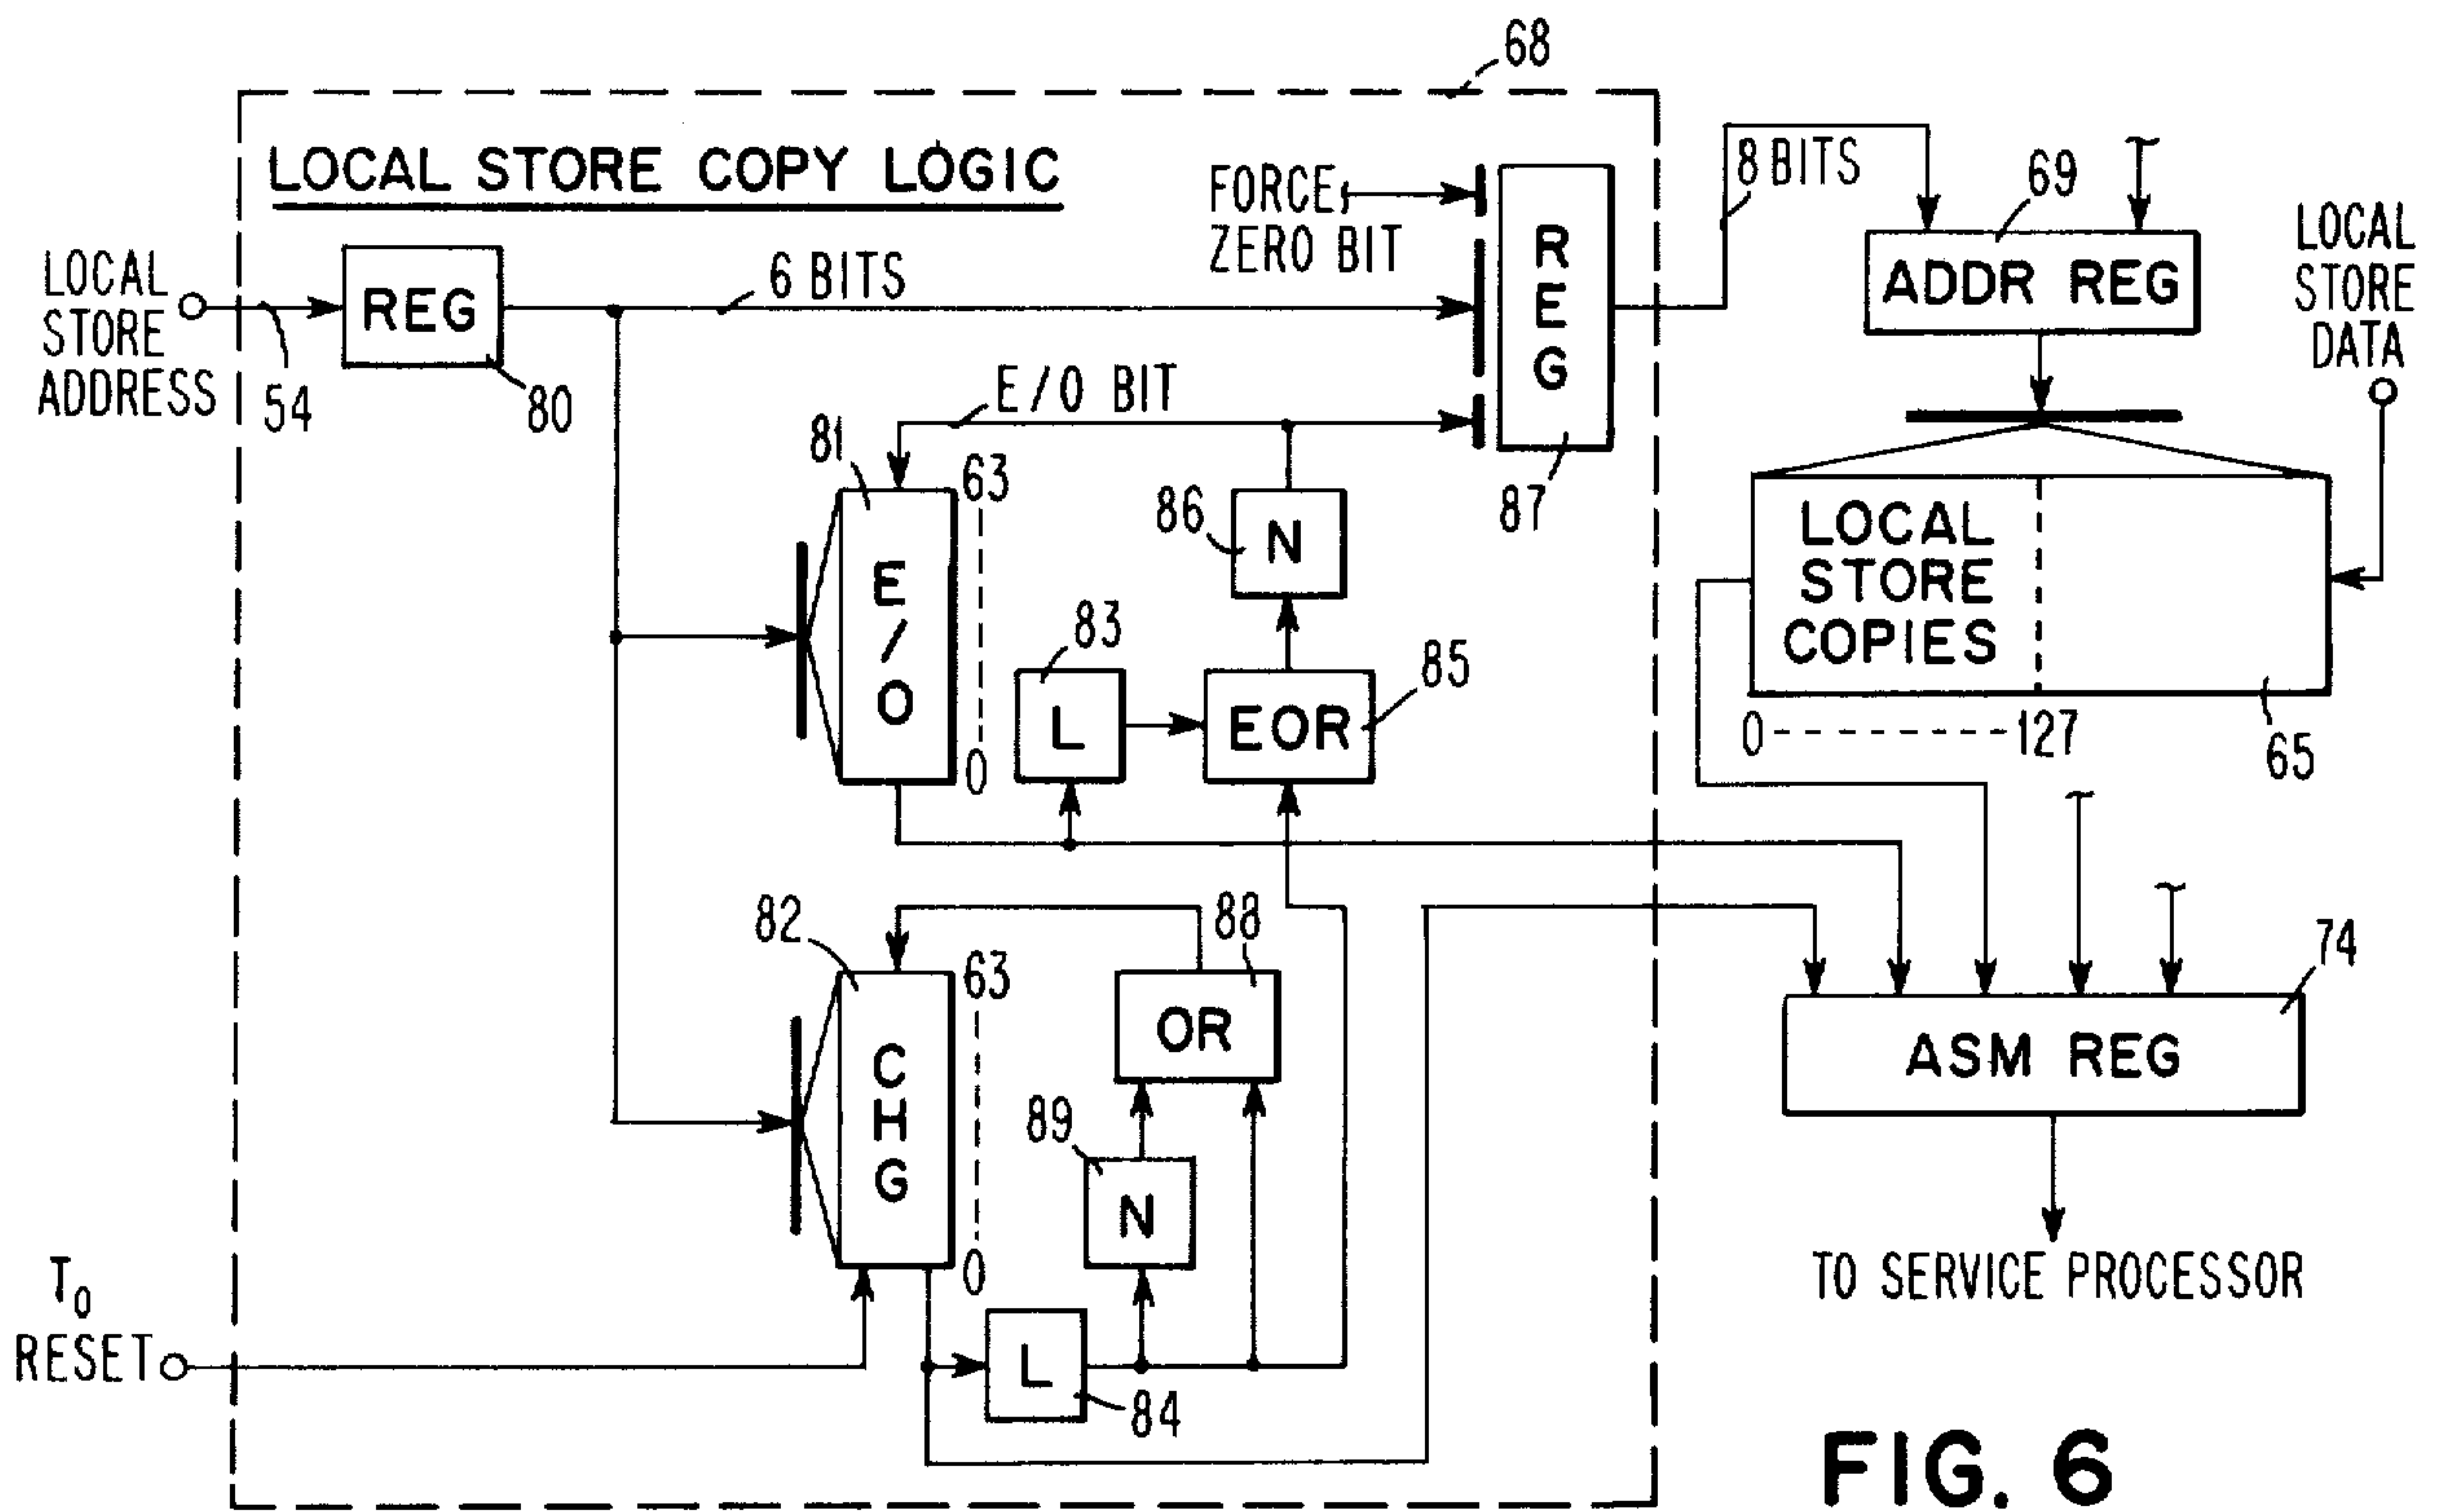 68
LOCAL STORE COPY LOGIC
FORCE
ZERO BIT
8 BITS
69
LOCAL
STORE
DATA
LOCAL
STORE
ADDRESS
54
REG
80
6 BITS
REG
87
ADDR REG
E/O BIT
81
63
E/O
0
86
N
83
L
EOR
85
LOCAL
STORE
COPIES
0
127
65
82
63
CHG
0
88
OR
89
N
L
84
74
ASM REG
TO SERVICE PROCESSOR
T0
RESET
FIG. 6